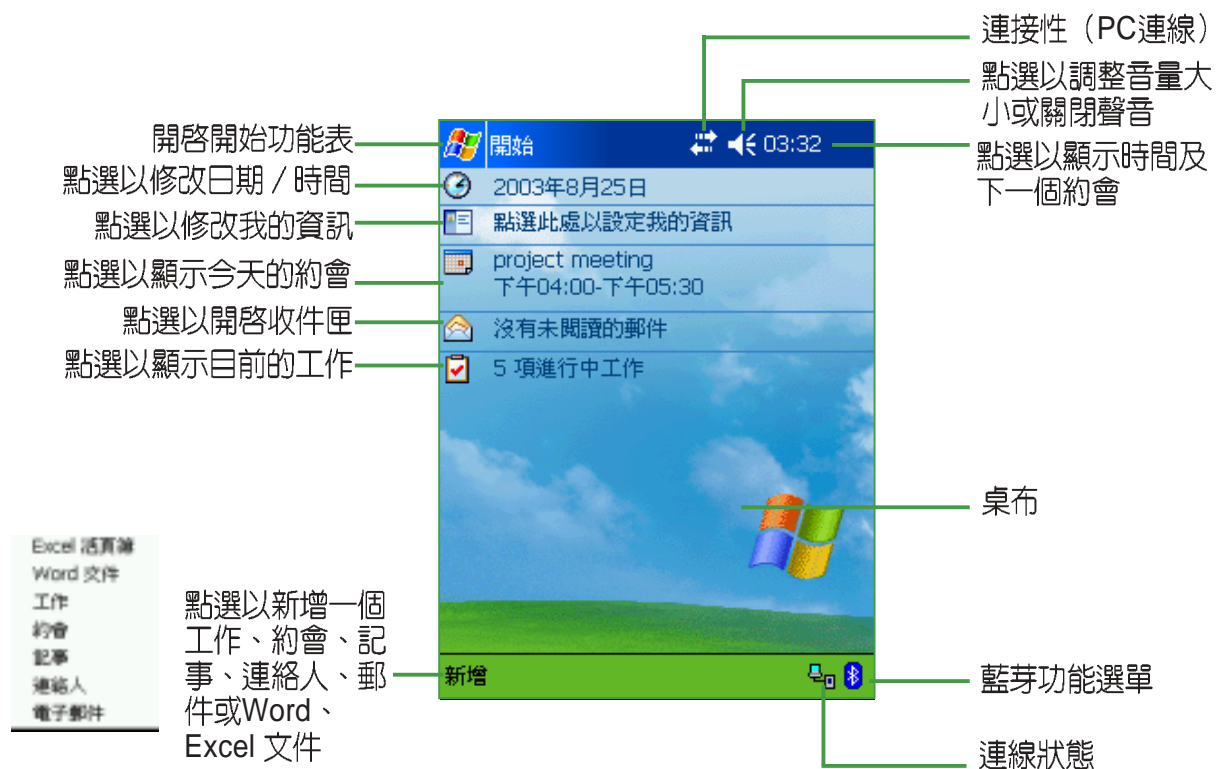 連接性（PC連線）
點選以調整音量大
小或關閉聲音
點選以顯示時間及
下一個約會
開啓開始功能表
點選以修改日期／時間
點選以修改我的資訊
點選以顯示今天的約會
點選以開啓收件匣
點選以顯示目前的工作
開始
03:32
2003年8月25日
點選此處以設定我的資訊
project meeting
下午04:00-下午05:30
沒有未閱讀的郵件
5 項進行中工作
桌布
Excel 活頁簿
Word 文件
工作
約會
記事
連絡人
電子郵件
點選以新增一個
工作、約會、記
事、連絡人、郵
件或Word、
Excel 文件
新增
藍芽功能選單
連線狀態